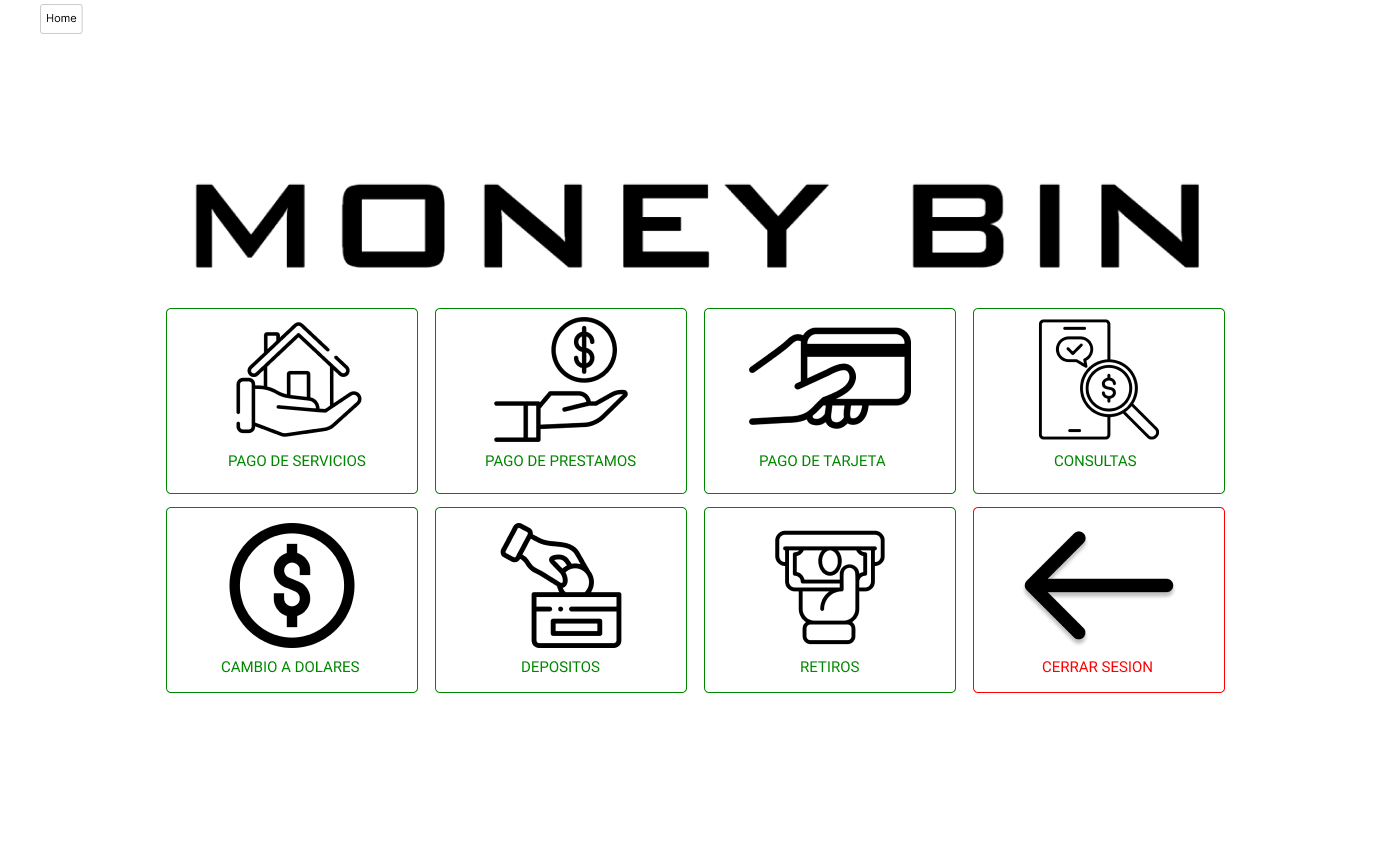 Home
MONEY BIN
PAGO DE SERVICIOS
PAGO DE PRESTAMOS
PAGO DE TARJETA
CONSULTAS
CAMBIO A DOLARES
DEPOSITOS
RETIROS
CERRAR SESION